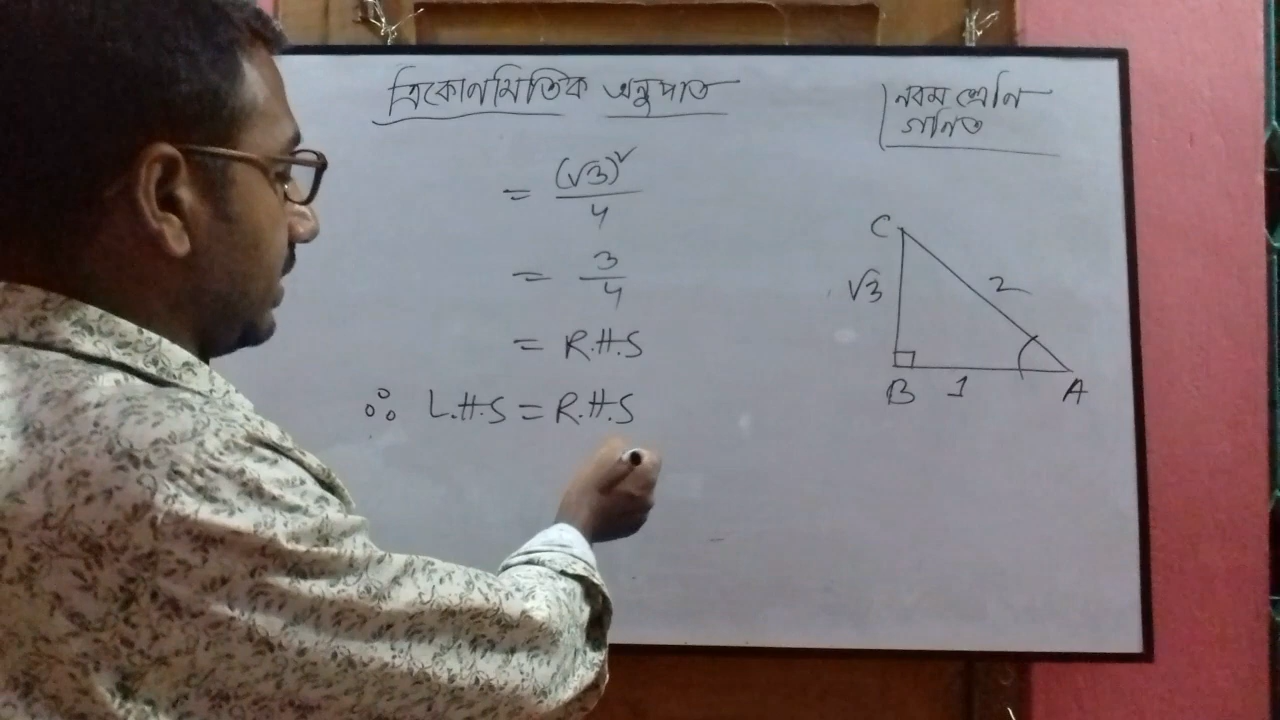 ত্রিকোণমিতিক অনুপাত
নবম শ্রেণি
গণিত
= (√3)² / 4
= 3 / 4
= R.H.S
∴ L.H.S = R.H.S
C
√3
2
B
1
A